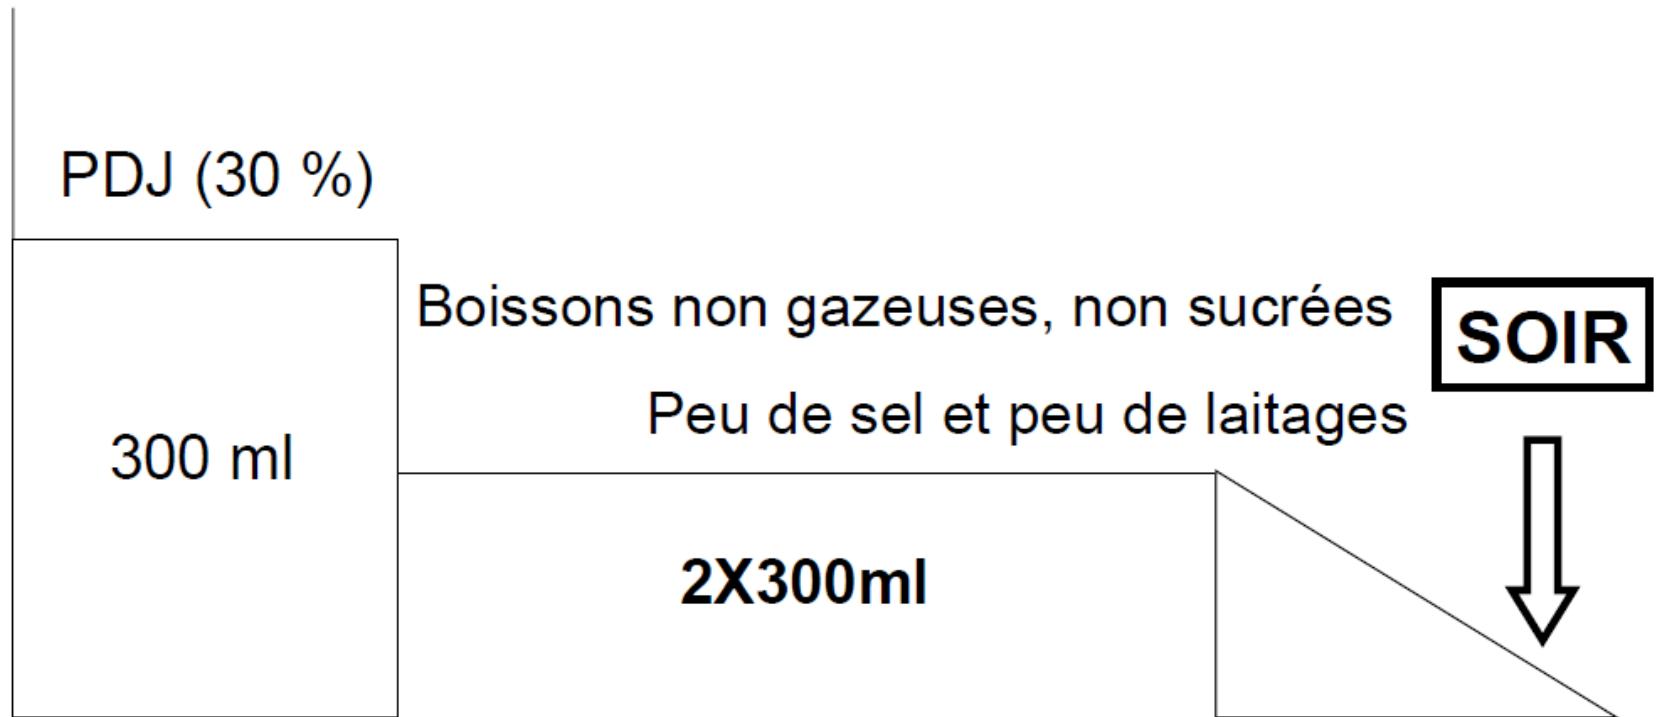 PDJ (30 %)
Boissons non gazeuses, non sucrées
SOIR
Peu de sel et peu de laitages
300 ml
2X300ml